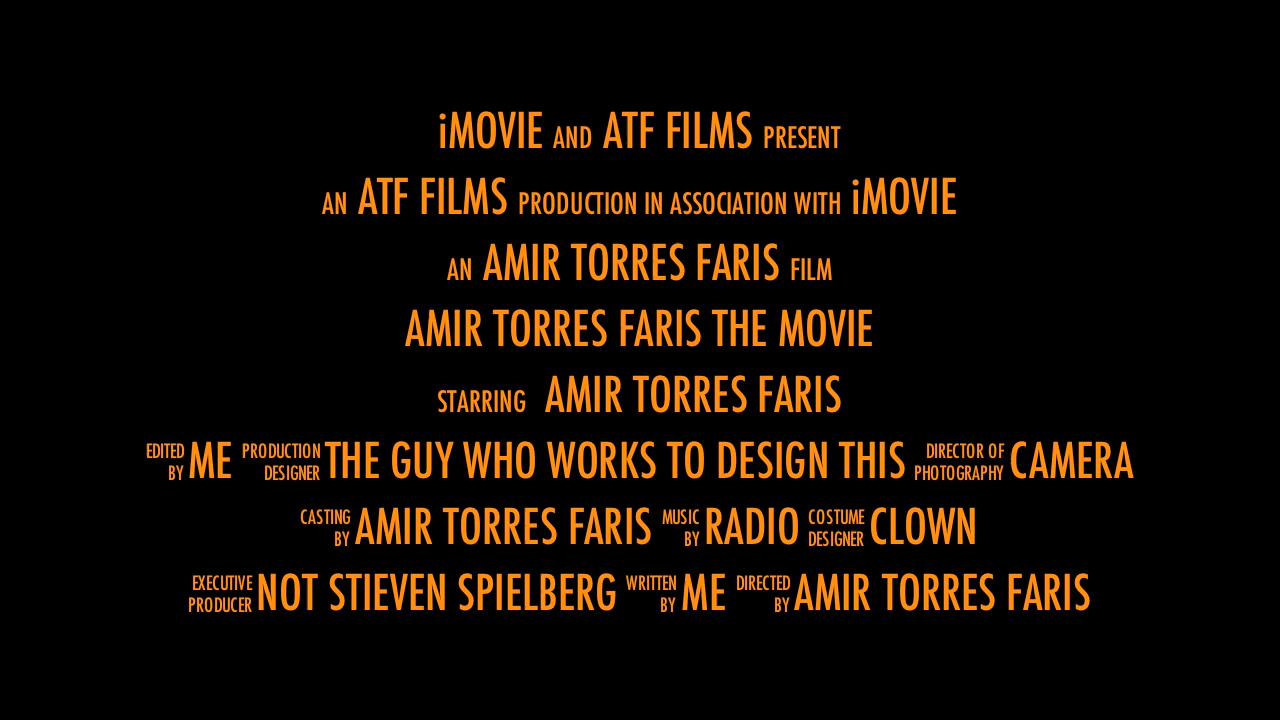 iMOVIE AND ATF FILMS PRESENT
AN ATF FILMS PRODUCTION IN ASSOCIATION WITH iMOVIE
AN AMIR TORRES FARIS FILM
AMIR TORRES FARIS THE MOVIE
STARRING AMIR TORRES FARIS
EDITED BY ME PRODUCTION DESIGNER THE GUY WHO WORKS TO DESIGN THIS DIRECTOR OF PHOTOGRAPHY CAMERA
CASTING BY AMIR TORRES FARIS MUSIC BY RADIO COSTUME DESIGNER CLOWN
EXECUTIVE PRODUCER NOT STIEVEN SPIELBERG WRITTEN BY ME DIRECTED BY AMIR TORRES FARIS